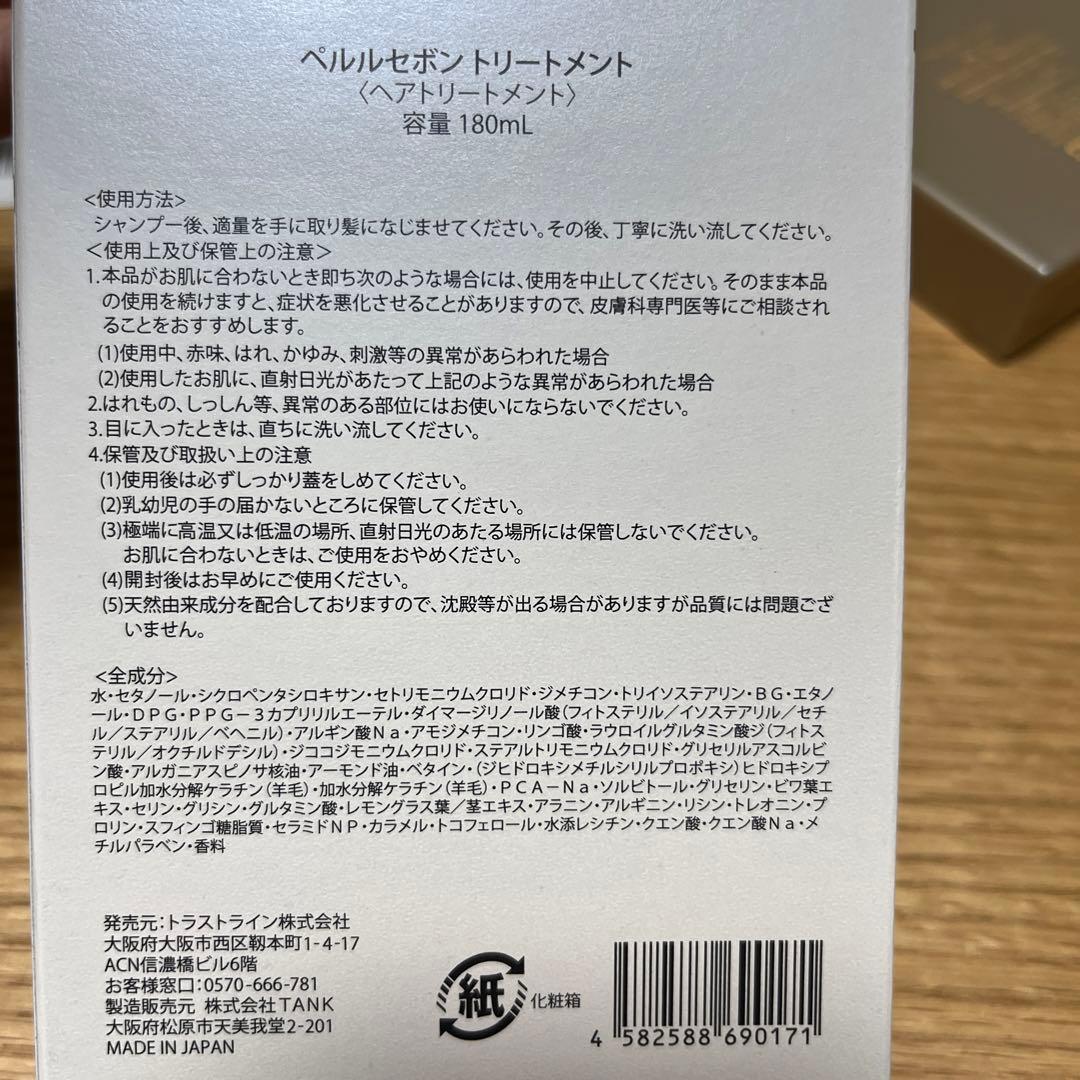 ペルルセボン トリートメント
〈ヘアトリートメント〉
容量 180mL
<使用方法>
シャンプー後、適量を手に取り髪になじませてください。その後、丁寧に洗い流してください。
<使用上及び保管上の注意>
1.本品がお肌に合わないとき即ち次のような場合には、使用を中止してください。そのまま本品
の使用を続けますと、症状を悪化させることがありますので、皮膚科専門医等にご相談され
ることをおすすめします。
(1)使用中、赤味、はれ、かゆみ、刺激等の異常があらわれた場合
(2)使用したお肌に、直射日光があたって上記のような異常があらわれた場合
2.はれもの、しっしん等、異常のある部位にはお使いにならないでください。
3.目に入ったときは、直ちに洗い流してください。
4.保管及び取扱い上の注意
(1)使用後は必ずしっかり蓋をしめてください。
(2)乳幼児の手の届かないところに保管してください。
(3)極端に高温又は低温の場所、直射日光のあたる場所には保管しないでください。
お肌に合わないときは、ご使用をおやめください。
(4)開封後はお早めにご使用ください。
(5)天然由来成分を配合しておりますので、沈殿等が出る場合がありますが品質には問題ござ
いません。
<全成分>
水・セタノール・シクロペンタシロキサン・セトリモニウムクロリド・ジメチコン・トリイソステアリン・ＢＧ・エタノ
ール・ＤＰＧ・ＰＰＧ－３カプリリルエーテル・ダイマージリノール酸（フィトステリル／イソステアリル／セチ
ル／ステアリル／ベヘニル）・アルギン酸Ｎａ・アモジメチコン・リンゴ酸・ラウロイルグルタミン酸ジ（フィトス
テリル／オクチルドデシル）・ジココジモニウムクロリド・ステアルトリモニウムクロリド・グリセリルアスコルビ
ン酸・アルガニアスピノサ核油・アーモンド油・ベタイン・（ジヒドロキシメチルシリルプロポキシ）ヒドロキシプ
ロピル加水分解ケラチン（羊毛）・加水分解ケラチン（羊毛）・ＰＣＡ－Ｎａ・ソルビトール・グリセリン・ビワ葉エ
キス・セリン・グリシン・グルタミン酸・レモングラス葉／茎エキス・アラニン・アルギニン・リシン・トレオニン・プ
ロリン・スフィンゴ糖脂質・セラミドＮＰ・カラメル・トコフェロール・水添レシチン・クエン酸・クエン酸Ｎａ・メ
チルパラベン・香料
発売元：トラストライン株式会社
大阪府大阪市西区靱本町1-4-17
ACN信濃橋ビル6階
お客様窓口：0570-666-781
製造販売元 株式会社TANK
大阪府松原市天美我堂2-201
MADE IN JAPAN
紙
化粧箱
4 582588 690171